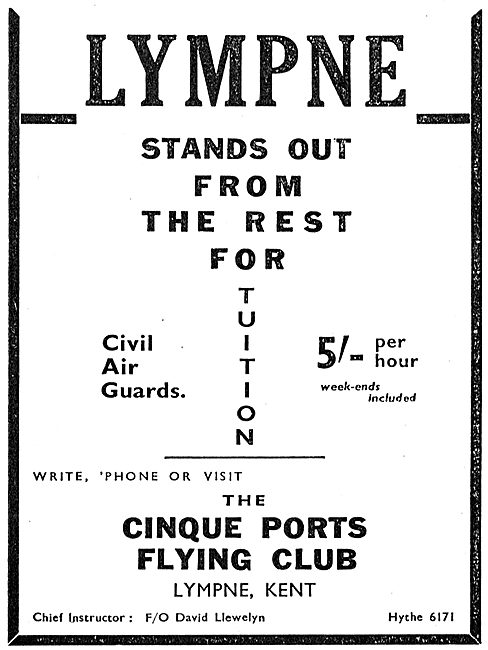 LYMPNE
STANDS OUT
FROM
THE REST
FOR
TUITION
Civil
Air
Guards.
5/- per
hour
week-ends
included
WRITE, 'PHONE OR VISIT
THE
CINQUE PORTS
FLYING CLUB
LYMPNE, KENT
Chief Instructor: F/O David Llewelyn
Hythe 6171